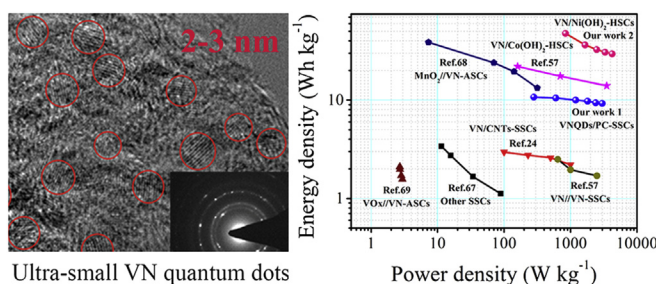 2-3 nm
Ultra-small VN quantum dots
Energy density (Wh kg⁻¹)
10
1
VN/Ni(OH)₂-HSCs
Our work 2
VN/Co(OH)₂-HSCs
Ref.68
Ref.57
MnO₂//VN-ASCs
Our work 1
VNQDs/PC-SSCs
VN/CNTs-SSCs
Ref.24
Ref.69
VOx//VN-ASCs
Ref.67
Other SSCs
Ref.57
VN//VN-SSCs
1
10
100
1000
10000
Power density (W kg⁻¹)